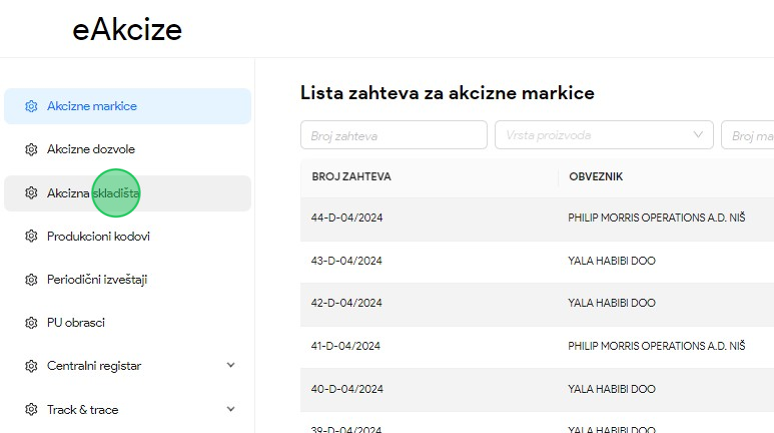 eAkcize
Akcizne markice
Akcizne dozvole
Akcizna skladišta
Produkcioni kodovi
Periodični izveštaji
PU obrasci
Centralni registar
Track & trace
Lista zahteva za akcizne markice
Broj zahteva
Vrsta proizvoda
Broj ma
BROJ ZAHTEVA OBVEZNIK
44-D-04/2024 PHILIP MORRIS OPERATIONS A.D. NIŠ
43-D-04/2024 YALA HABIBI DOO
42-D-04/2024 YALA HABIBI DOO
41-D-04/2024 PHILIP MORRIS OPERATIONS A.D. NIŠ
40-D-04/2024 YALA HABIBI DOO
39-D-04/2024 YALA HABIBI DOO